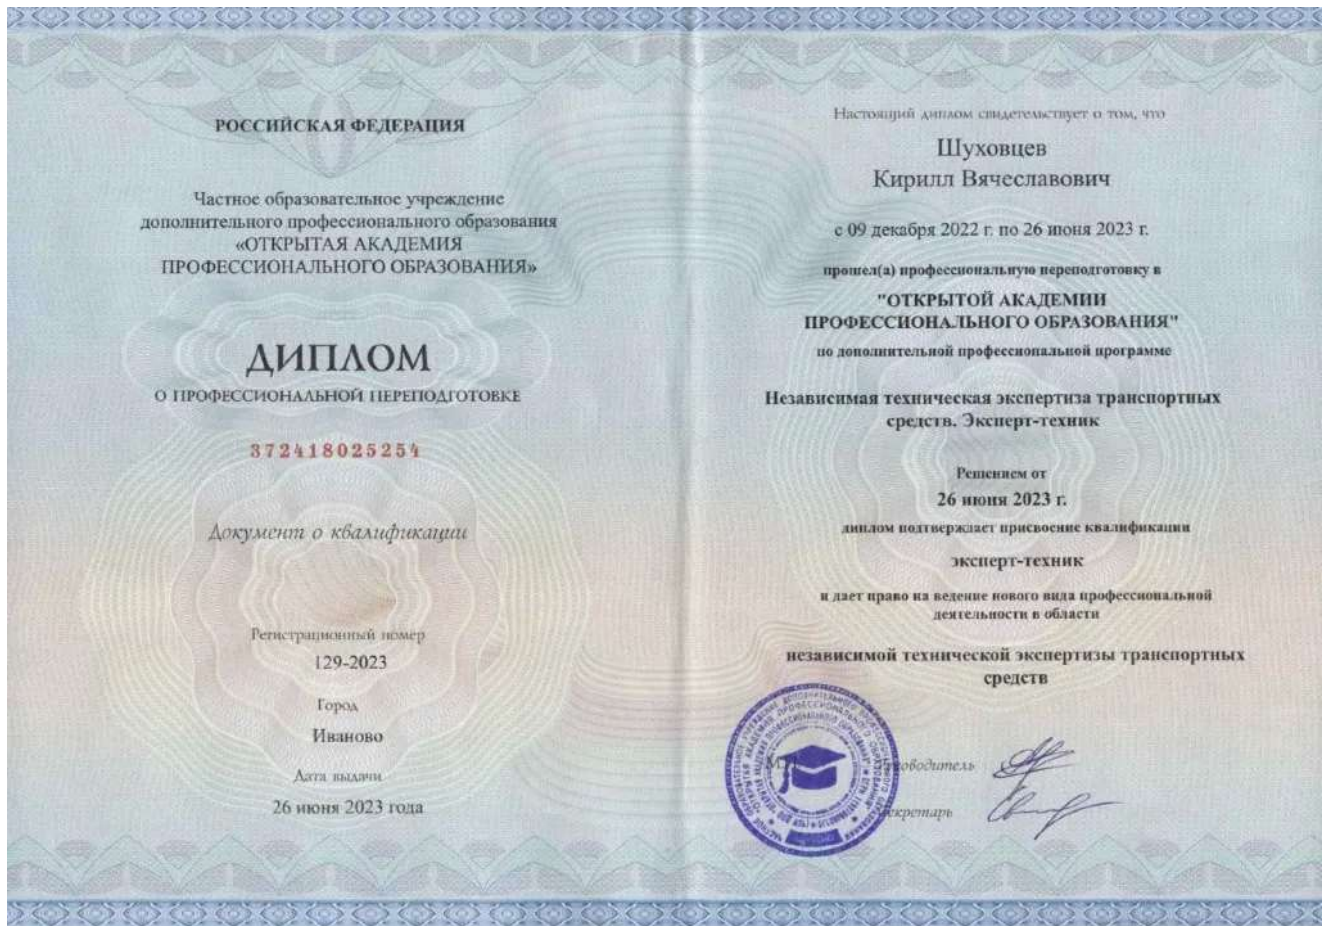 РОССИЙСКАЯ ФЕДЕРАЦИЯ
Частное образовательное учреждение
дополнительного профессионального образования
«ОТКРЫТАЯ АКАДЕМИЯ
ПРОФЕССИОНАЛЬНОГО ОБРАЗОВАНИЯ»
ДИПЛОМ
О ПРОФЕССИОНАЛЬНОЙ ПЕРЕПОДГОТОВКЕ
372418025254
Документ о квалификации
Регистрационный номер
129-2023
Город
Иваново
Дата выдачи
26 июня 2023 года
Настоящий диплом свидетельствует о том, что
Шуховцев
Кирилл Вячеславович
с 09 декабря 2022 г. по 26 июня 2023 г.
прошел(а) профессиональную переподготовку в
"ОТКРЫТОЙ АКАДЕМИИ
ПРОФЕССИОНАЛЬНОГО ОБРАЗОВАНИЯ"
по дополнительной профессиональной программе
Независимая техническая экспертиза транспортных
средств. Эксперт-техник
Решением от
26 июня 2023 г.
диплом подтверждает присвоение квалификации
эксперт-техник
и дает право на ведение нового вида профессиональной
деятельности в области
независимой технической экспертизы транспортных
средств
Руководитель
Секретарь